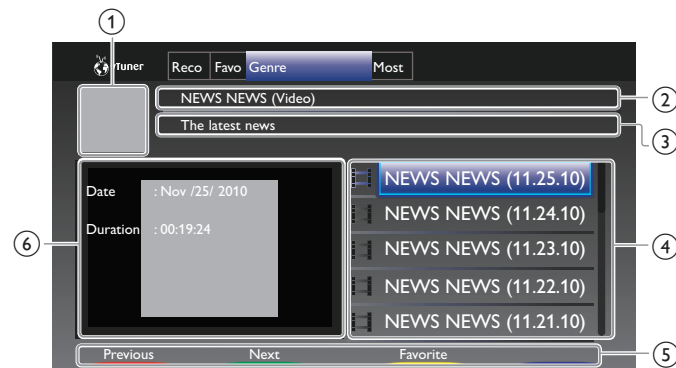 1
vTuner Reco Favo Genre Most
NEWS NEWS (Video)
2
The latest news
3
NEWS NEWS (11.25.10)
Date : Nov /25/ 2010
NEWS NEWS (11.24.10)
Duration : 00:19:24
6
NEWS NEWS (11.23.10)
4
NEWS NEWS (11.22.10)
NEWS NEWS (11.21.10)
Previous Next Favorite
5